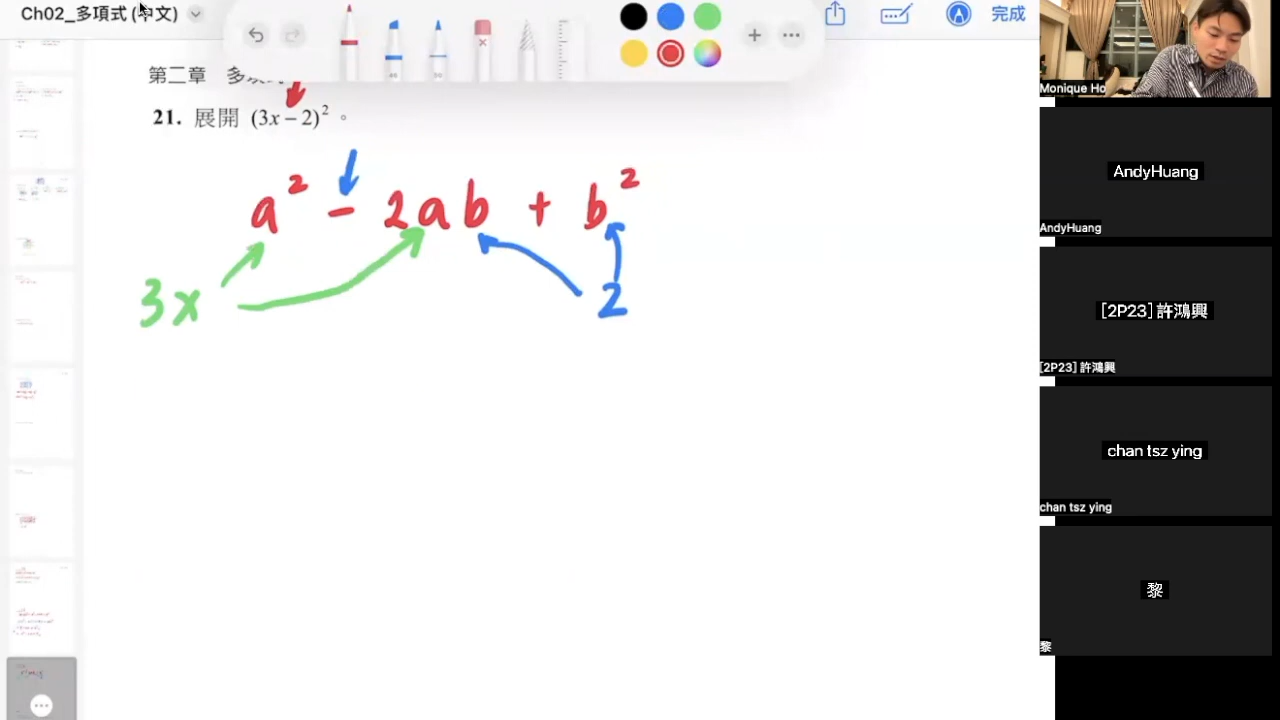 Ch02_多項式 (中文)
完成
第二章 多項
21. 展開 (3x − 2)² 。
a² − 2ab + b²
3x
2
Monique Ho
AndyHuang
AndyHuang
[2P23] 許鴻興
[2P23] 許鴻興
chan tsz ying
chan tsz ying
黎
黎